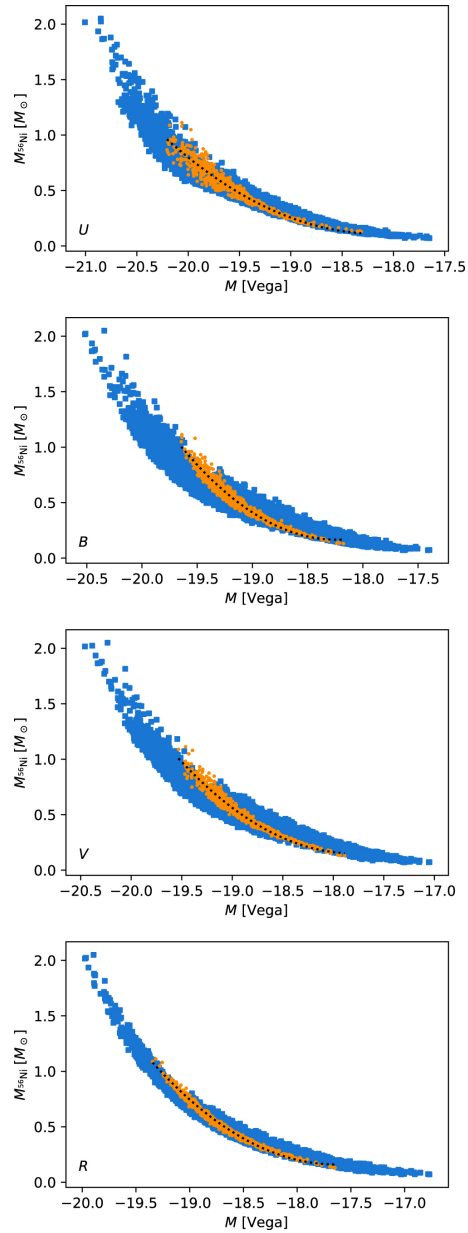 2.0
1.5
1.0
0.5
0.0
M⁵⁶Ni [M⊙]
U
−21.0 −20.5 −20.0 −19.5 −19.0 −18.5 −18.0 −17.5
M [Vega]
2.0
1.5
1.0
0.5
0.0
M⁵⁶Ni [M⊙]
B
−20.5 −20.0 −19.5 −19.0 −18.5 −18.0 −17.5
M [Vega]
2.0
1.5
1.0
0.5
0.0
M⁵⁶Ni [M⊙]
V
−20.5 −20.0 −19.5 −19.0 −18.5 −18.0 −17.5 −17.0
M [Vega]
2.0
1.5
1.0
0.5
0.0
M⁵⁶Ni [M⊙]
R
−20.0 −19.5 −19.0 −18.5 −18.0 −17.5 −17.0
M [Vega]